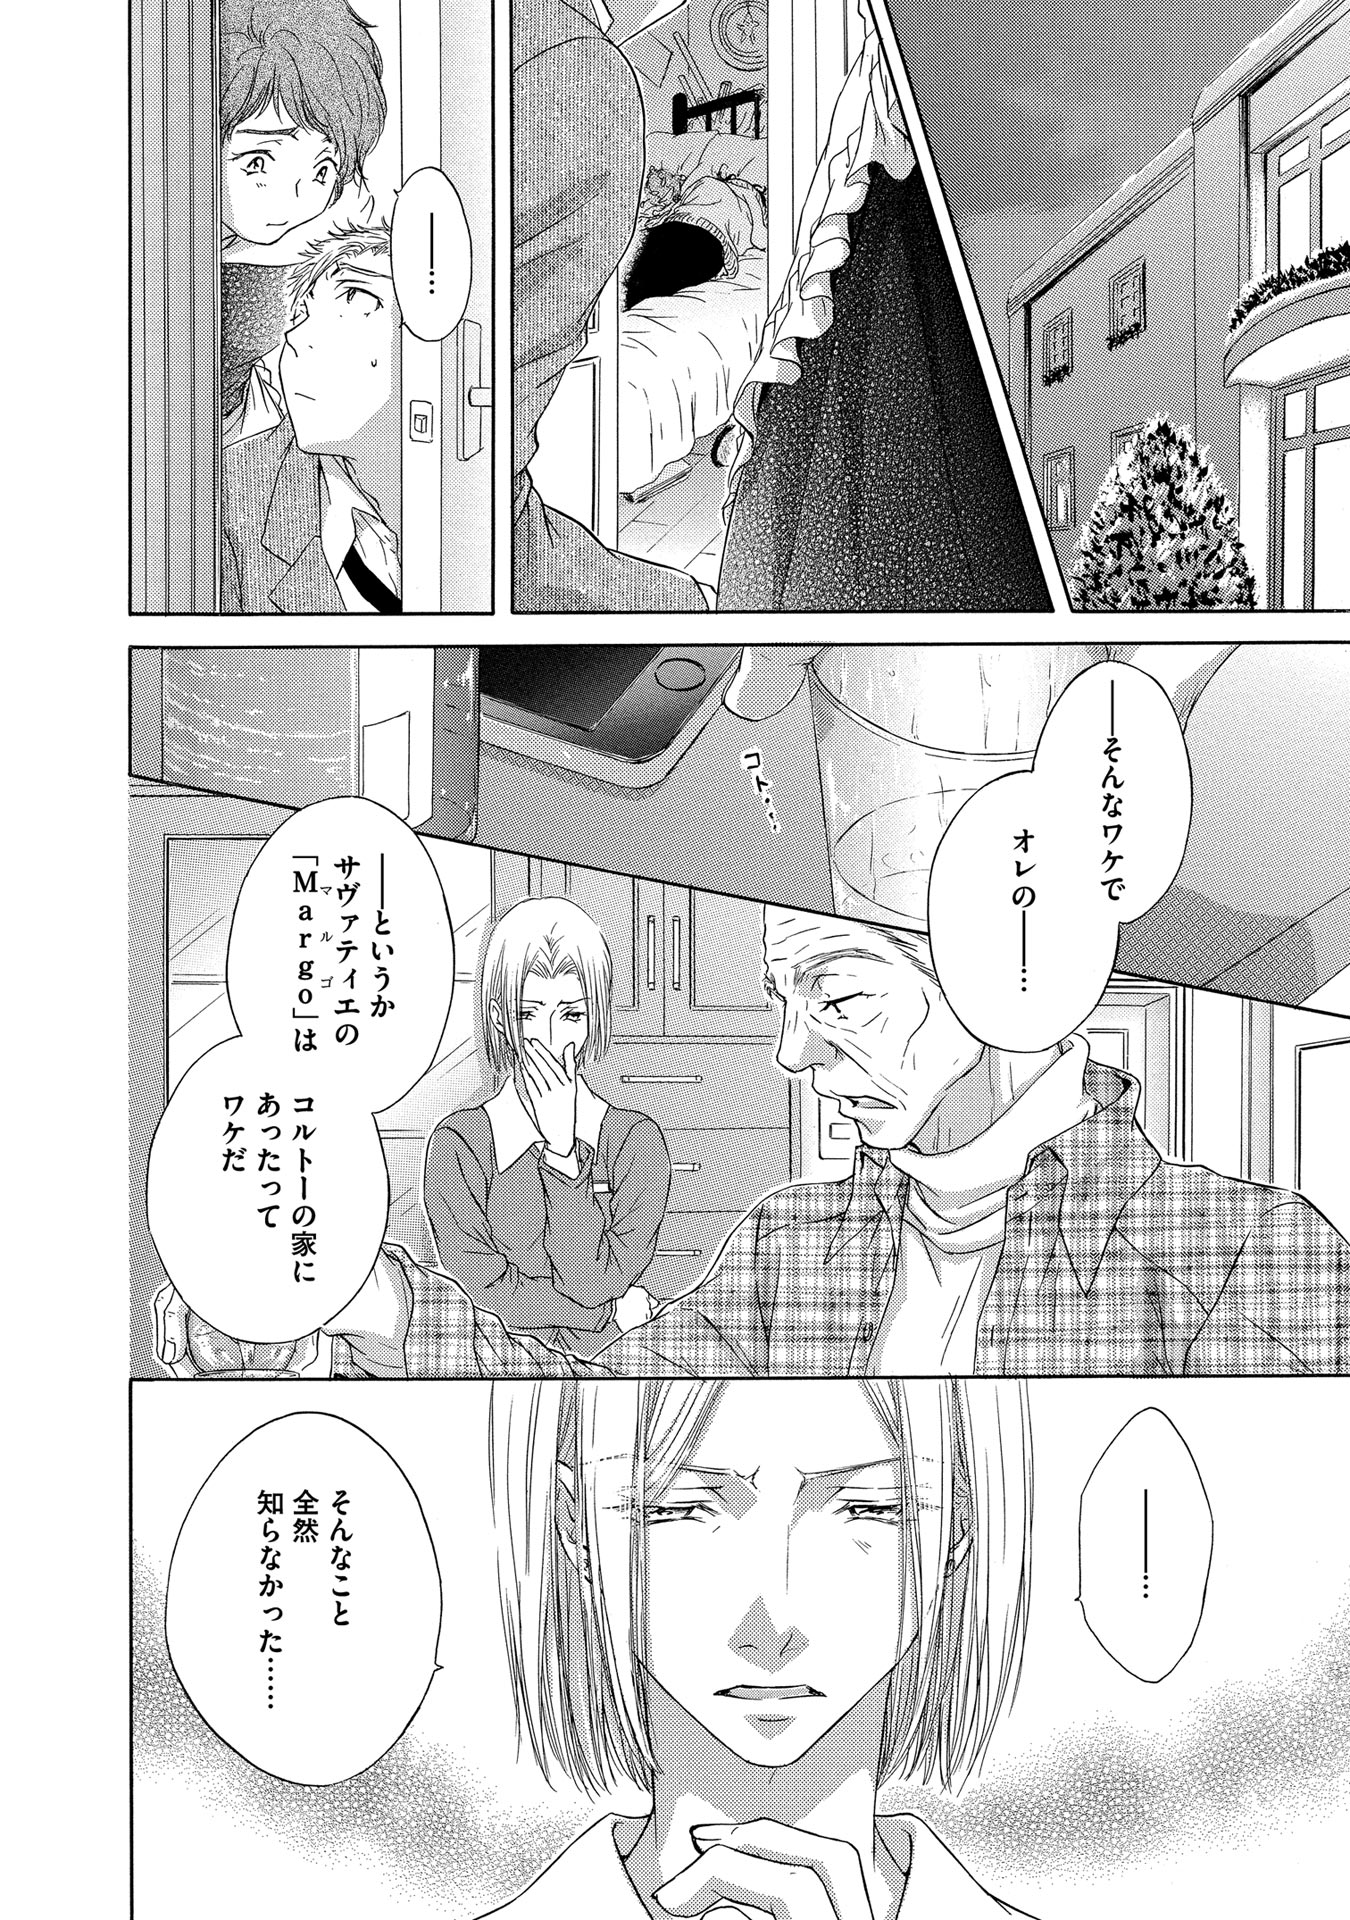 ――…
――そんなワケで
オレの――…
コト…
――というか
サヴァティエの
「Margo」は
マルゴ
コルトーの家に
あったって
ワケだ
――…
そんなこと
全然
知らなかった……